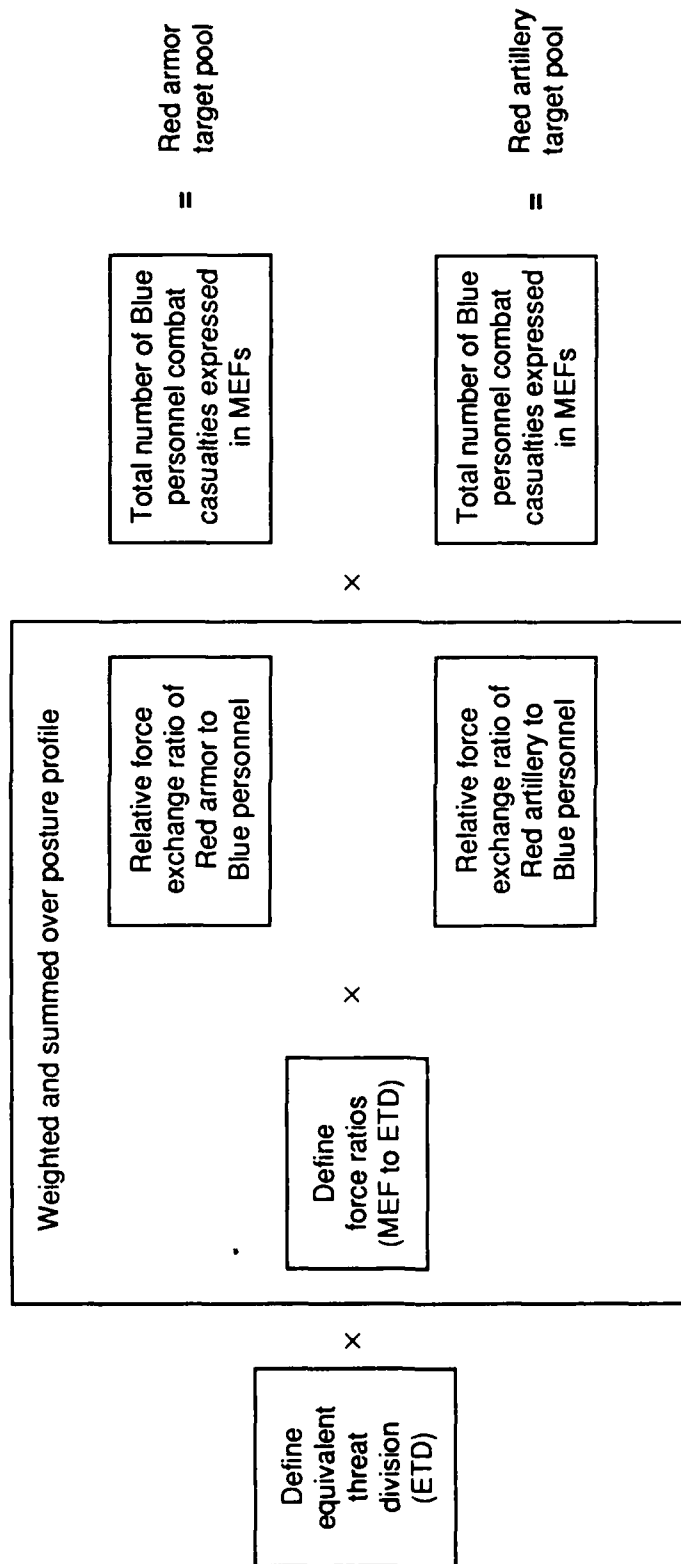 Define
equivalent
threat
division
(ETD)
×
Weighted and summed over posture profile
Define
force ratios
(MEF to ETD)
×
Relative force
exchange ratio of
Red armor to
Blue personnel
Relative force
exchange ratio of
Red artillery to
Blue personnel
×
Total number of Blue
personnel combat
casualties expressed
in MEFs
=
Red armor
target pool
Total number of Blue
personnel combat
casualties expressed
in MEFs
=
Red artillery
target pool